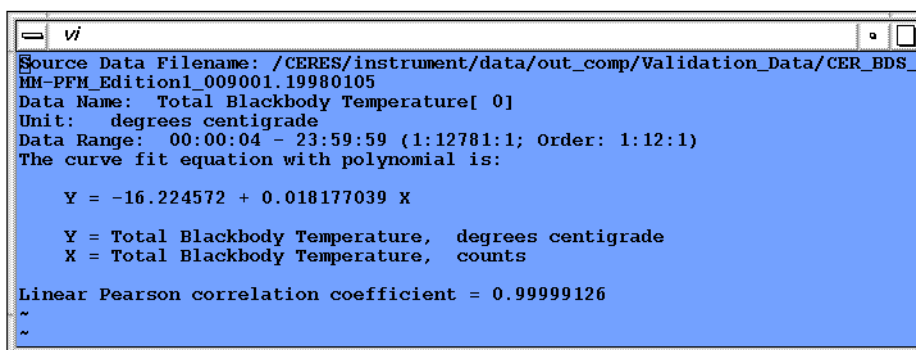 vi
Source Data Filename: /CERES/instrument/data/out_comp/Validation_Data/CER_BDS_
MM-PFM_Edition1_009001.19980105
Data Name:  Total Blackbody Temperature[ 0]
Unit:   degrees centigrade
Data Range:  00:00:04 - 23:59:59 (1:12781:1; Order: 1:12:1)
The curve fit equation with polynomial is:
Y = -16.224572 + 0.018177039 X
Y = Total Blackbody Temperature,  degrees centigrade
X = Total Blackbody Temperature,  counts
Linear Pearson correlation coefficient = 0.99999126
~
~